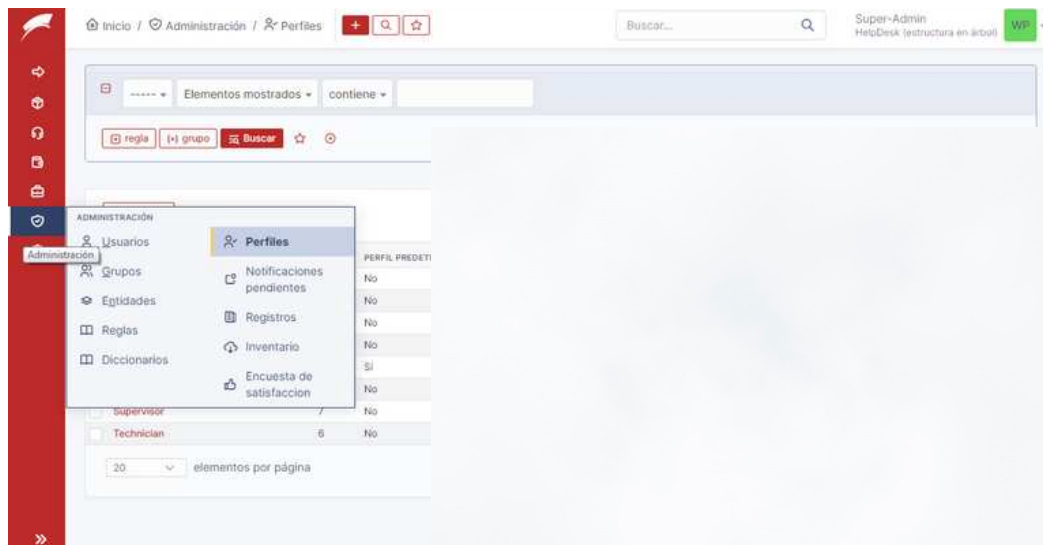 Inicio / Administración / Perfiles
Buscar...
Super-Admin
HelpDesk (estructura en árbol)
WP
----- Elementos mostrados contiene
regla (+) grupo Buscar
ADMINISTRACIÓN
Usuarios
Grupos
Entidades
Reglas
Diccionarios
Perfiles
Notificaciones
pendientes
Registros
Inventario
Encuesta de
satisfaccion
Administración
PERFIL PREDET
No
No
No
No
Sí
No
Supervisor 7 No
Technician 6 No
20 elementos por página